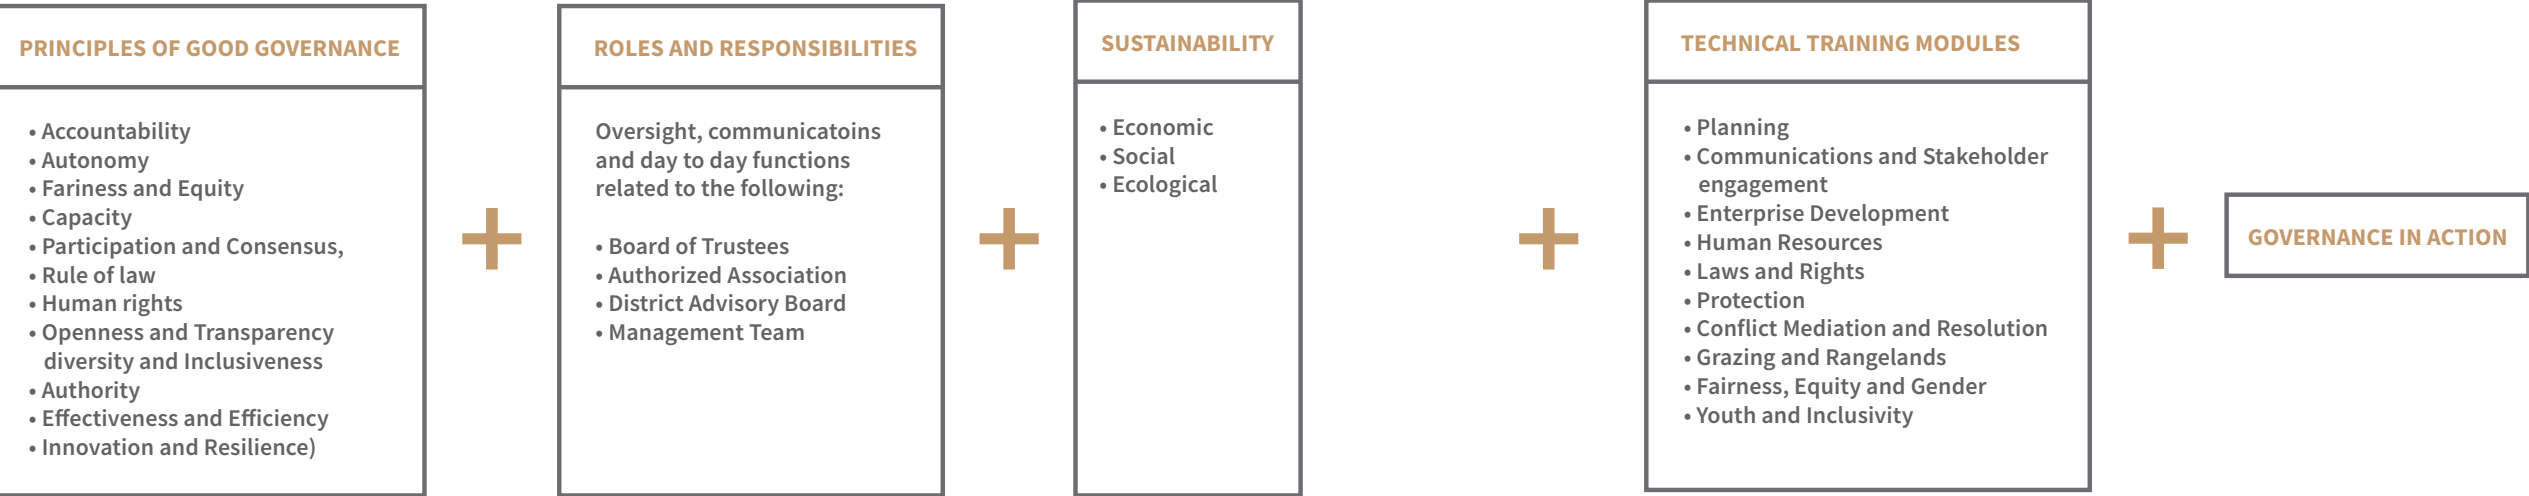 PRINCIPLES OF GOOD GOVERNANCE
• Accountability
• Autonomy
• Fariness and Equity
• Capacity
• Participation and Consensus,
• Rule of law
• Human rights
• Openness and Transparency
diversity and Inclusiveness
• Authority
• Effectiveness and Efficiency
• Innovation and Resilience)
+
ROLES AND RESPONSIBILITIES
Oversight, communicatoins
and day to day functions
related to the following:
• Board of Trustees
• Authorized Association
• District Advisory Board
• Management Team
+
SUSTAINABILITY
• Economic
• Social
• Ecological
+
TECHNICAL TRAINING MODULES
• Planning
• Communications and Stakeholder
engagement
• Enterprise Development
• Human Resources
• Laws and Rights
• Protection
• Conflict Mediation and Resolution
• Grazing and Rangelands
• Fairness, Equity and Gender
• Youth and Inclusivity
+
GOVERNANCE IN ACTION